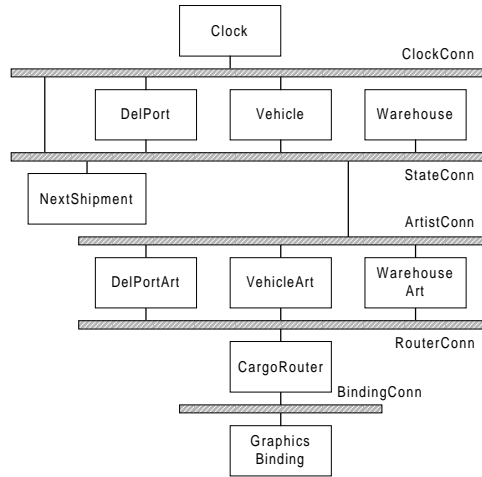 Clock
ClockConn
DelPort
Vehicle
Warehouse
StateConn
NextShipment
ArtistConn
DelPortArt
VehicleArt
Warehouse
Art
RouterConn
CargoRouter
BindingConn
Graphics
Binding